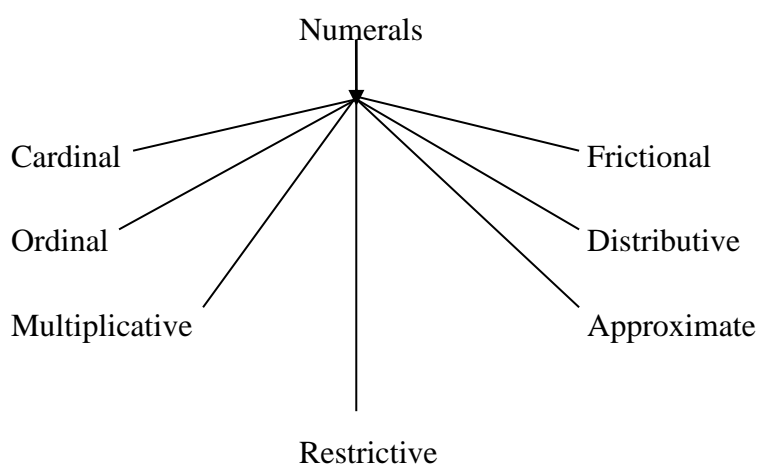 Numerals
Cardinal
Frictional
Ordinal
Distributive
Multiplicative
Approximate
Restrictive